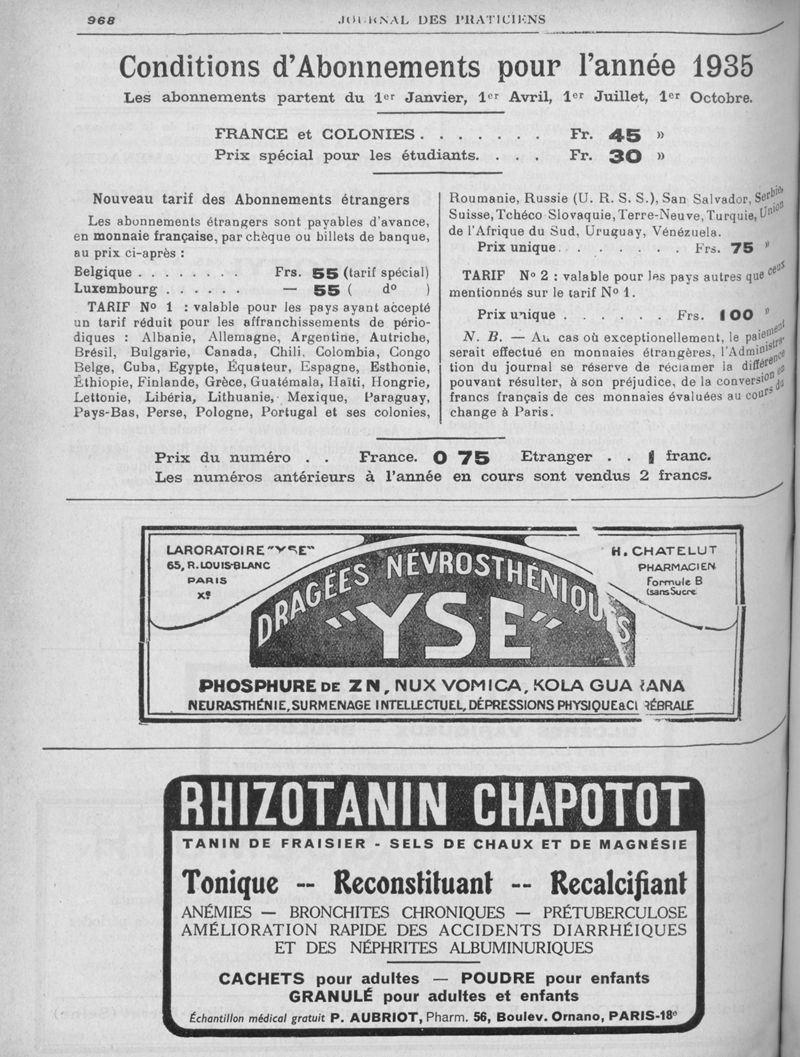 968
JOURNAL DES PRATICIENS
Conditions d'Abonnements pour l'année 1935
Les abonnements partent du 1er Janvier, 1er Avril, 1er Juillet, 1er Octobre.
FRANCE et COLONIES . . . . . . . Fr. 45 »
Prix spécial pour les étudiants. . . . Fr. 30 »
Nouveau tarif des Abonnements étrangers
Les abonnements étrangers sont payables d'avance,
en monnaie française, par chèque ou billets de banque,
au prix ci-après :
Belgique . . . . . . . . Frs. 55 (tarif spécial)
Luxembourg . . . . . . — 55 ( do )
TARIF No 1 : valable pour les pays ayant accepté
un tarif réduit pour les affranchissements de pério-
diques : Albanie, Allemagne, Argentine, Autriche,
Brésil, Bulgarie, Canada, Chili, Colombia, Congo
Belge, Cuba, Egypte, Équateur, Espagne, Esthonie,
Éthiopie, Finlande, Grèce, Guatémala, Haïti, Hongrie,
Lettonie, Libéria, Lithuanie, Mexique, Paraguay,
Pays-Bas, Perse, Pologne, Portugal et ses colonies,
Roumanie, Russie (U. R. S. S.), San Salvador, Serbie,
Suisse, Tchéco Slovaquie, Terre-Neuve, Turquie, Union
de l'Afrique du Sud, Uruguay, Vénézuela.
Prix unique. . . . . . . . Frs. 75 »
TARIF No 2 : valable pour les pays autres que ceux
mentionnés sur le tarif No 1.
Prix unique . . . . . . . Frs. 100 »
N. B. — Au cas où exceptionellement, le paiement
serait effectué en monnaies étrangères, l'Administra-
tion du journal se réserve de réclamer la différence
pouvant résulter, à son préjudice, de la conversion en
francs français de ces monnaies évaluées au cours du
change à Paris.
Prix du numéro . . France. 0 75 Etranger . . 1 franc.
Les numéros antérieurs à l'année en cours sont vendus 2 francs.
LARORATOIRE "YSE"
65, R. LOUIS-BLANC
PARIS
Xe
H. CHATELUT
PHARMACIEN
Formule B
(sans Sucre
DRAGÉES NÉVROSTHÉNIQUES
"YSE"
PHOSPHURE DE ZN, NUX VOMICA, KOLA GUARANA
NEURASTHÉNIE, SURMENAGE INTELLECTUEL, DÉPRESSIONS PHYSIQUE & CÉRÉBRALE
RHIZOTANIN CHAPOTOT
TANIN DE FRAISIER - SELS DE CHAUX ET DE MAGNÉSIE
Tonique -- Reconstituant -- Recalcifiant
ANÉMIES — BRONCHITES CHRONIQUES — PRÉTUBERCULOSE
AMÉLIORATION RAPIDE DES ACCIDENTS DIARRHÉIQUES
ET DES NÉPHRITES ALBUMINURIQUES
CACHETS pour adultes — POUDRE pour enfants
GRANULÉ pour adultes et enfants
Échantillon médical gratuit P. AUBRIOT, Pharm. 56, Boulev. Ornano, PARIS-18e